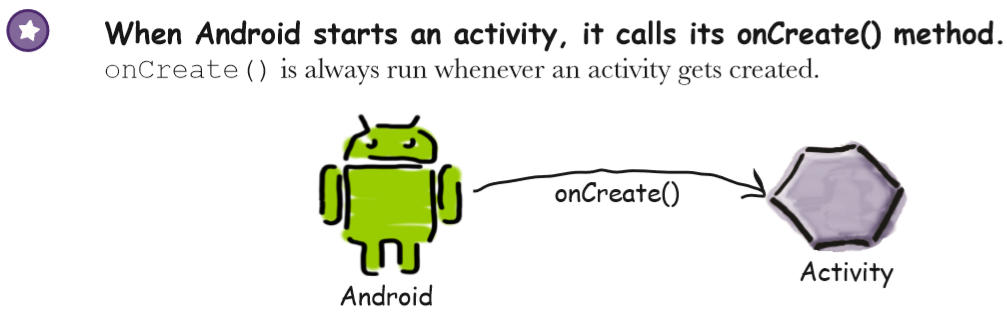 When Android starts an activity, it calls its onCreate() method.
onCreate() is always run whenever an activity gets created.
onCreate()
Activity
Android